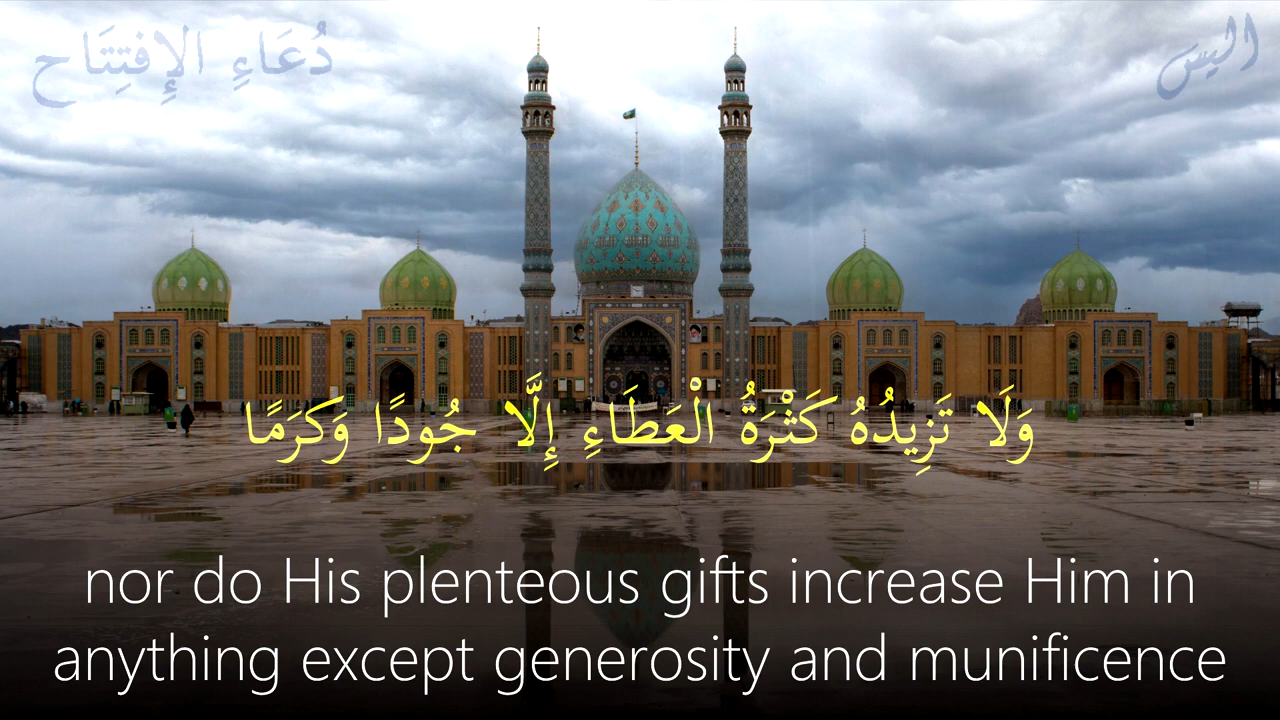 دُعَاءِ الإِفتِتَاح
اليس
وَلَا تَزِيدُهُ كَثْرَةُ الْعَطَاءِ إِلَّا جُودًا وَكَرَمًا
nor do His plenteous gifts increase Him in
anything except generosity and munificence